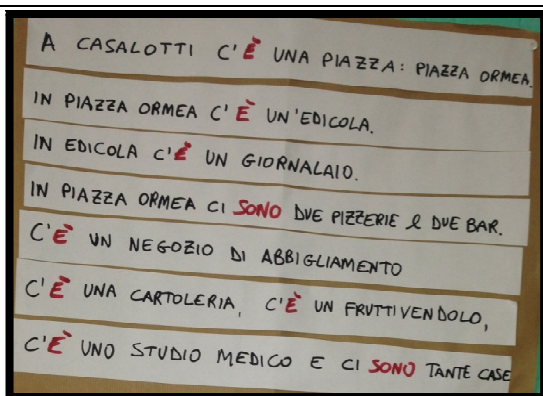 A CASALOTTI C'È UNA PIAZZA: PIAZZA ORMEA.
IN PIAZZA ORMEA C'È UN'EDICOLA.
IN EDICOLA C'È UN GIORNALAIO.
IN PIAZZA ORMEA CI SONO DUE PIZZERIE e DUE BAR.
C'È UN NEGOZIO DI ABBIGLIAMENTO
C'È UNA CARTOLERIA, C'È UN FRUTTIVENDOLO,
C'È UNO STUDIO MEDICO E CI SONO TANTE CASE